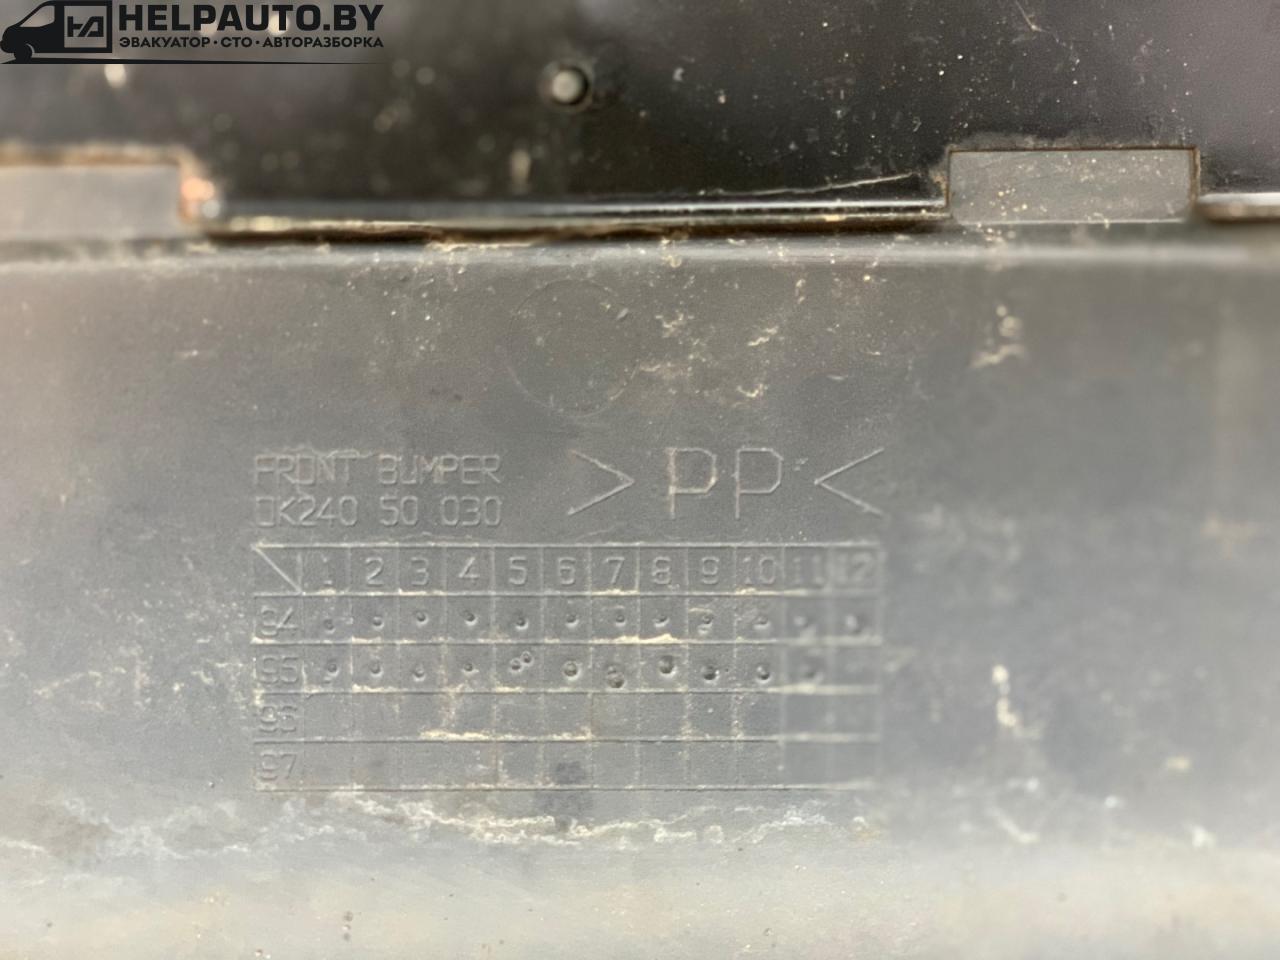 HELPAUTO.BY
ЭВАКУАТОР · СТО · АВТОРАЗБОРКА
FRONT BUMPER
0K240 50 030
>PP<
1 2 3 4 5 6 7 8 9 10 11 12
94
95
96
97